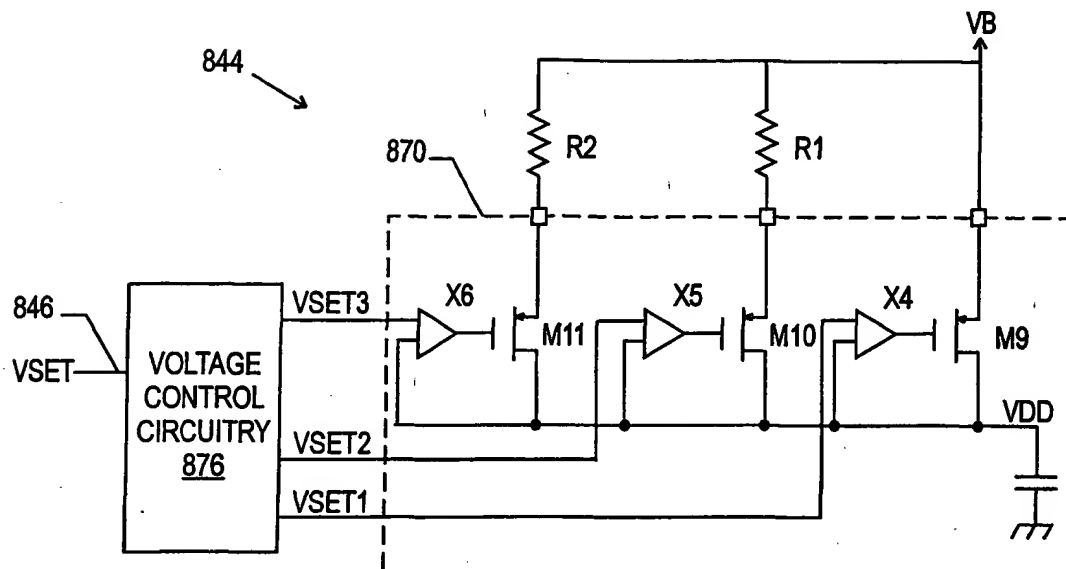 844
VB
R2
R1
870
846
VSET3
X6
X5
X4
M11
M10
M9
VSET
VOLTAGE
CONTROL
CIRCUITRY
876
VDD
VSET2
VSET1